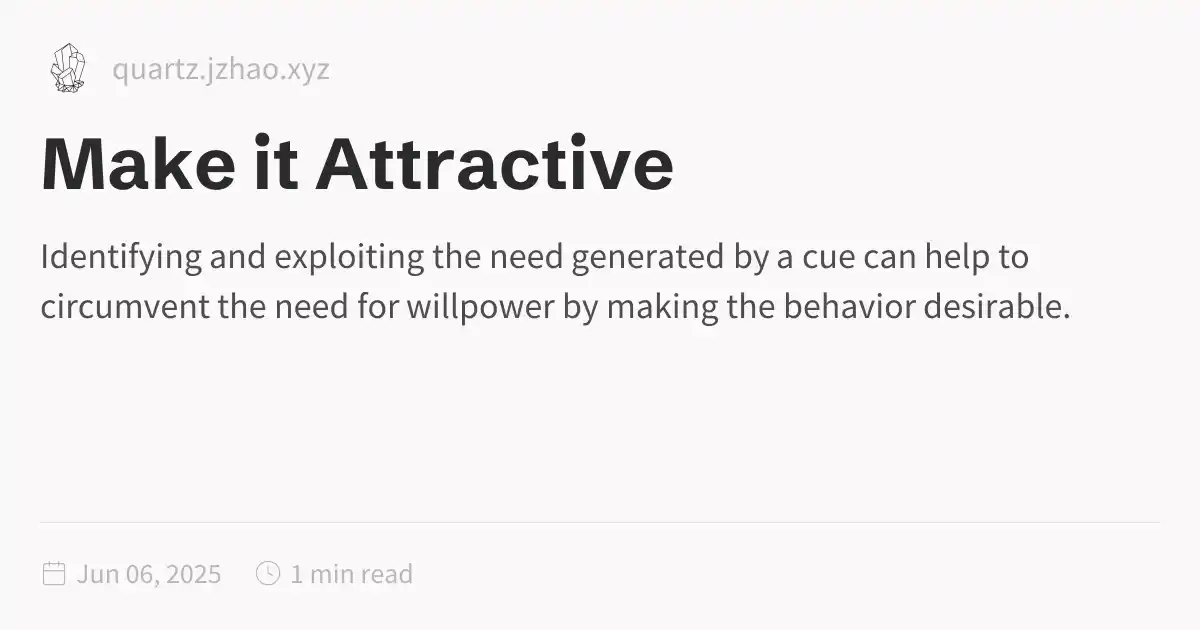 quartz.jzhao.xyz
Make it Attractive
Identifying and exploiting the need generated by a cue can help to
circumvent the need for willpower by making the behavior desirable.
Jun 06, 2025 1 min read